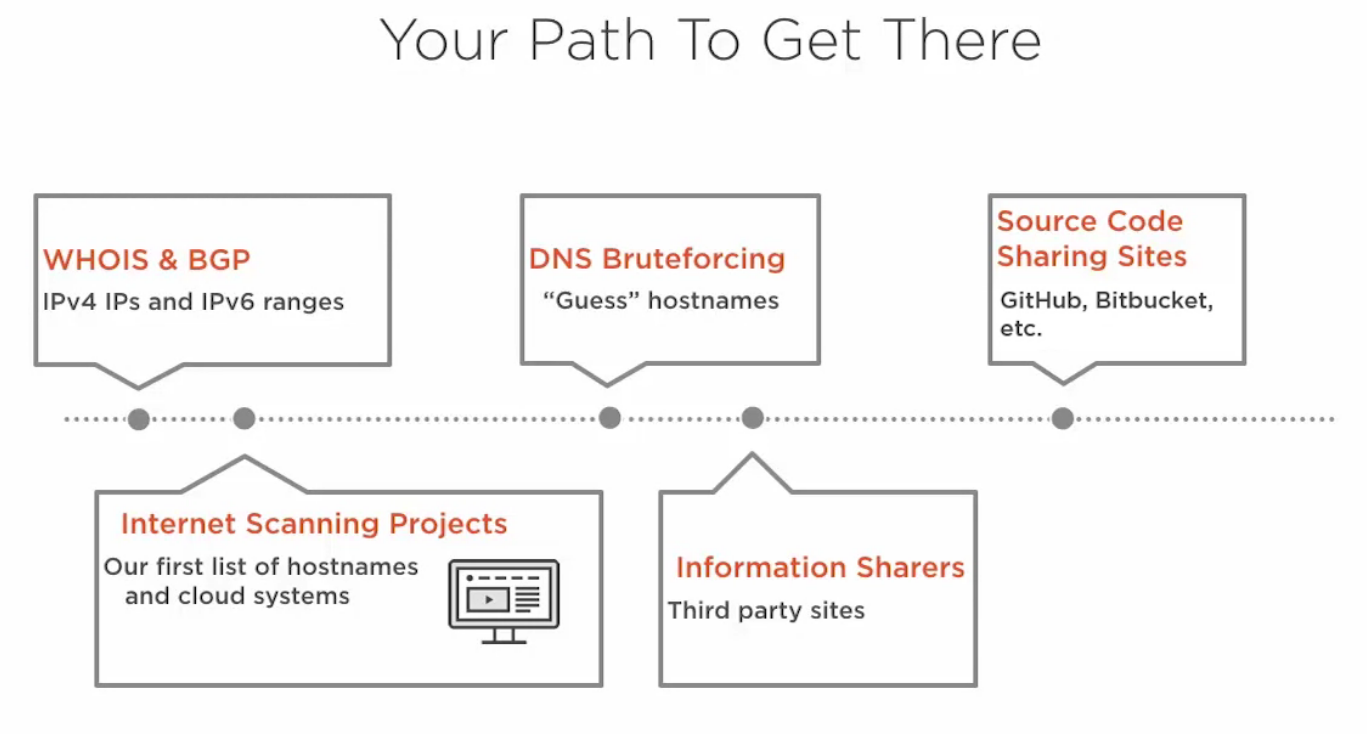 Your Path To Get There
WHOIS & BGP
IPv4 IPs and IPv6 ranges
Internet Scanning Projects
Our first list of hostnames
and cloud systems
DNS Bruteforcing
“Guess” hostnames
Information Sharers
Third party sites
Source Code
Sharing Sites
GitHub, Bitbucket,
etc.